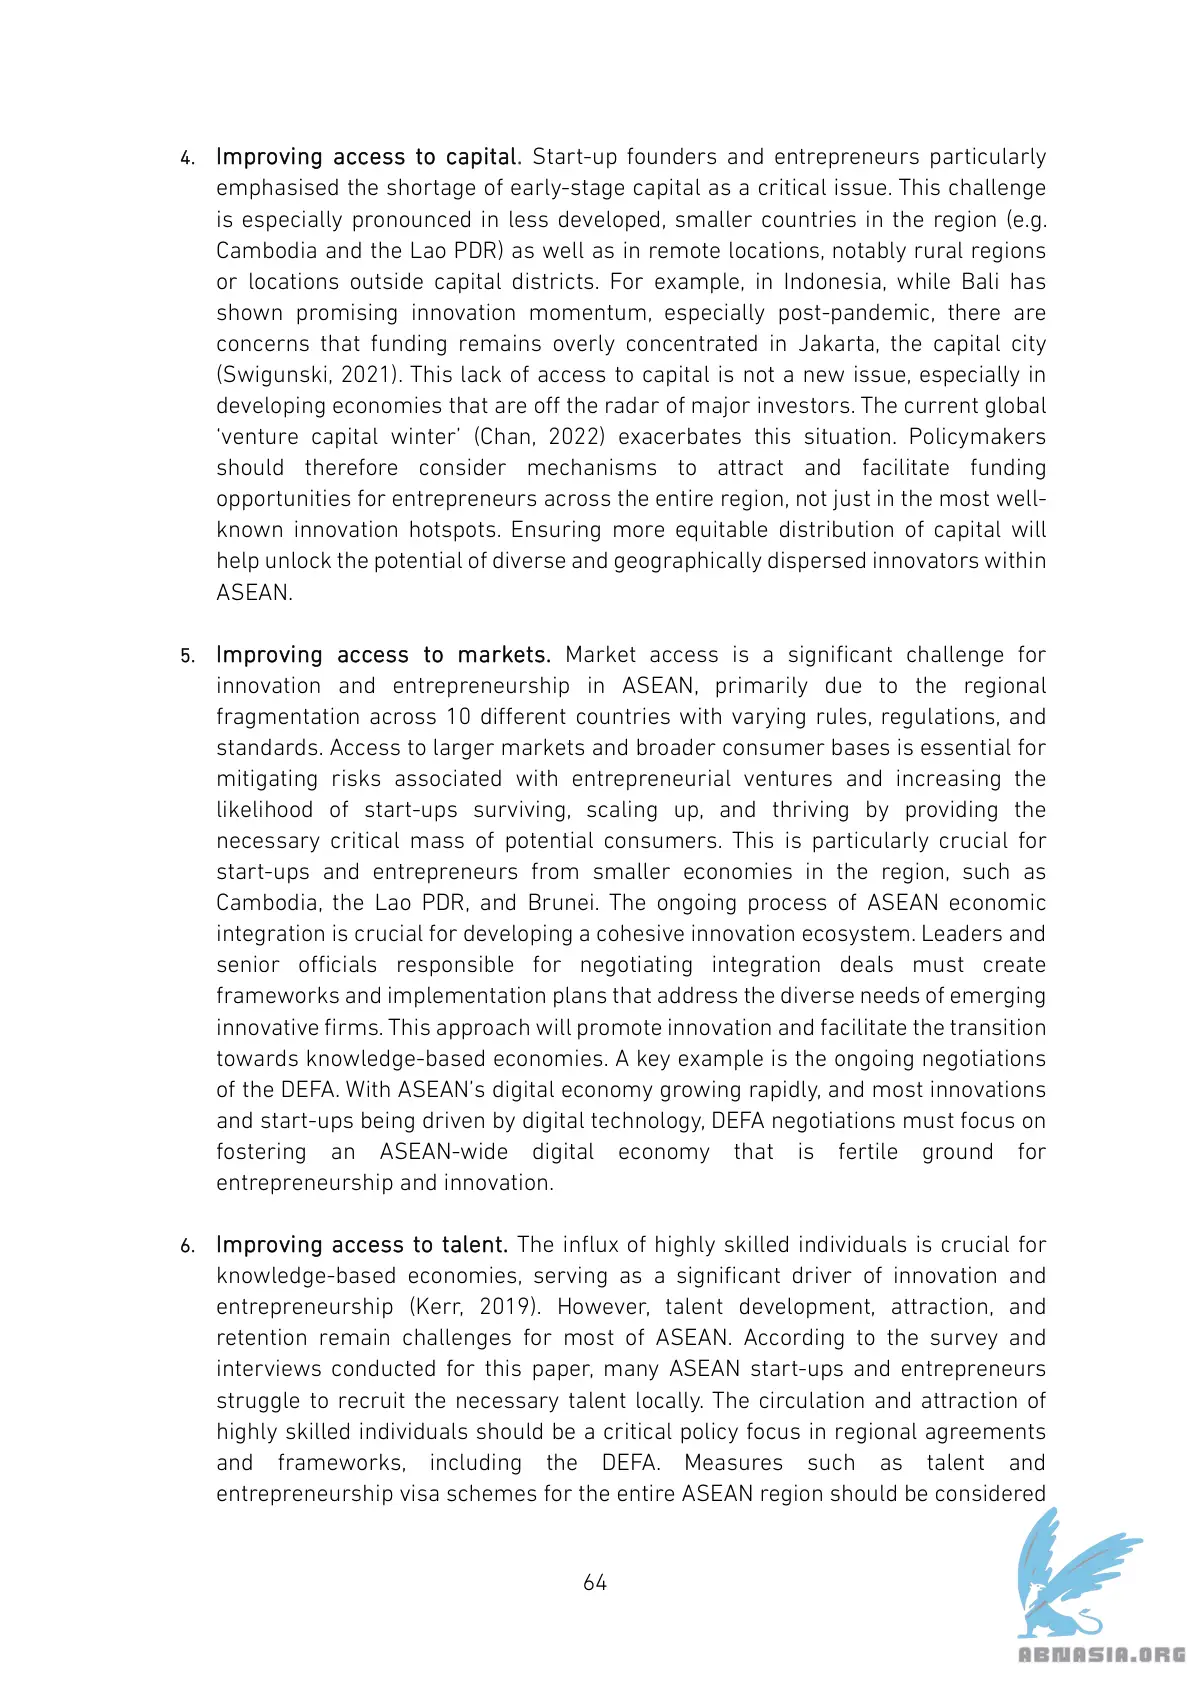 4. Improving access to capital. Start-up founders and entrepreneurs particularly
emphasised the shortage of early-stage capital as a critical issue. This challenge
is especially pronounced in less developed, smaller countries in the region (e.g.
Cambodia and the Lao PDR) as well as in remote locations, notably rural regions
or locations outside capital districts. For example, in Indonesia, while Bali has
shown promising innovation momentum, especially post-pandemic, there are
concerns that funding remains overly concentrated in Jakarta, the capital city
(Swigunski, 2021). This lack of access to capital is not a new issue, especially in
developing economies that are off the radar of major investors. The current global
‘venture capital winter’ (Chan, 2022) exacerbates this situation. Policymakers
should therefore consider mechanisms to attract and facilitate funding
opportunities for entrepreneurs across the entire region, not just in the most well-
known innovation hotspots. Ensuring more equitable distribution of capital will
help unlock the potential of diverse and geographically dispersed innovators within
ASEAN.
5. Improving access to markets. Market access is a significant challenge for
innovation and entrepreneurship in ASEAN, primarily due to the regional
fragmentation across 10 different countries with varying rules, regulations, and
standards. Access to larger markets and broader consumer bases is essential for
mitigating risks associated with entrepreneurial ventures and increasing the
likelihood of start-ups surviving, scaling up, and thriving by providing the
necessary critical mass of potential consumers. This is particularly crucial for
start-ups and entrepreneurs from smaller economies in the region, such as
Cambodia, the Lao PDR, and Brunei. The ongoing process of ASEAN economic
integration is crucial for developing a cohesive innovation ecosystem. Leaders and
senior officials responsible for negotiating integration deals must create
frameworks and implementation plans that address the diverse needs of emerging
innovative firms. This approach will promote innovation and facilitate the transition
towards knowledge-based economies. A key example is the ongoing negotiations
of the DEFA. With ASEAN’s digital economy growing rapidly, and most innovations
and start-ups being driven by digital technology, DEFA negotiations must focus on
fostering an ASEAN-wide digital economy that is fertile ground for
entrepreneurship and innovation.
6. Improving access to talent. The influx of highly skilled individuals is crucial for
knowledge-based economies, serving as a significant driver of innovation and
entrepreneurship (Kerr, 2019). However, talent development, attraction, and
retention remain challenges for most of ASEAN. According to the survey and
interviews conducted for this paper, many ASEAN start-ups and entrepreneurs
struggle to recruit the necessary talent locally. The circulation and attraction of
highly skilled individuals should be a critical policy focus in regional agreements
and frameworks, including the DEFA. Measures such as talent and
entrepreneurship visa schemes for the entire ASEAN region should be considered
64
ABNASIA.ORG